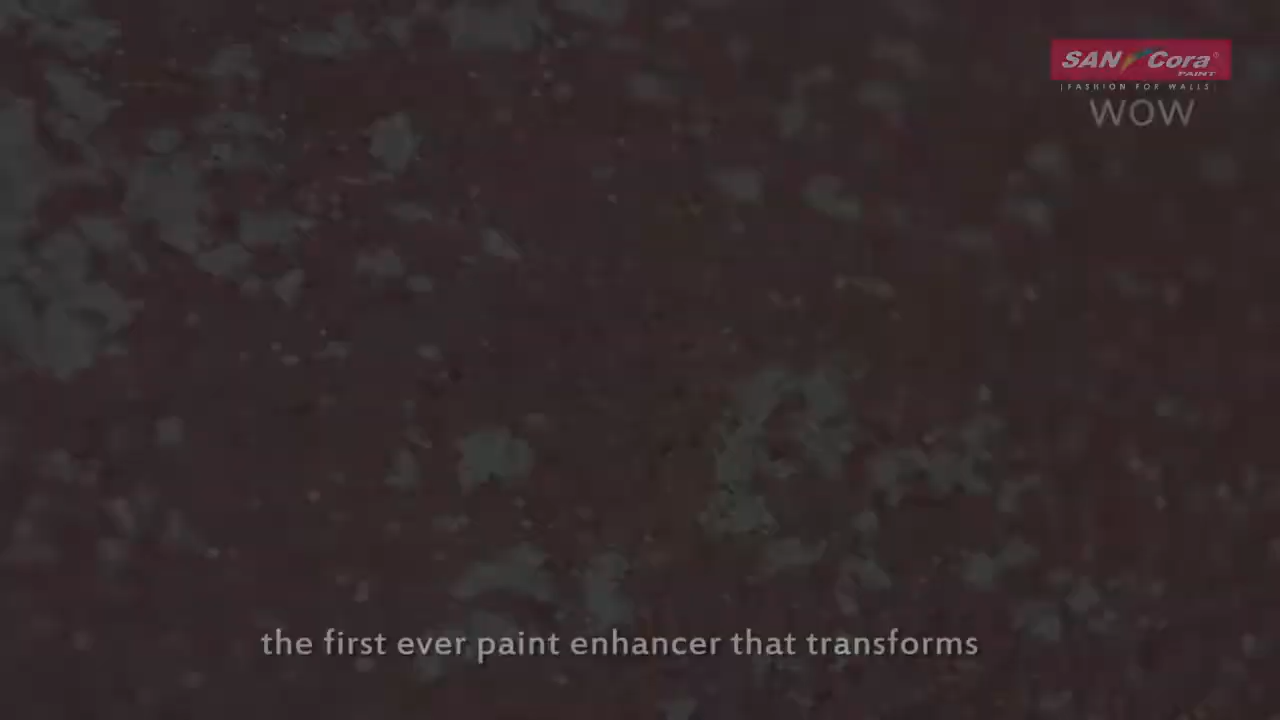 SAN Cora®
PAINT
|FASHION FOR WALLS|
WOW
the first ever paint enhancer that transforms